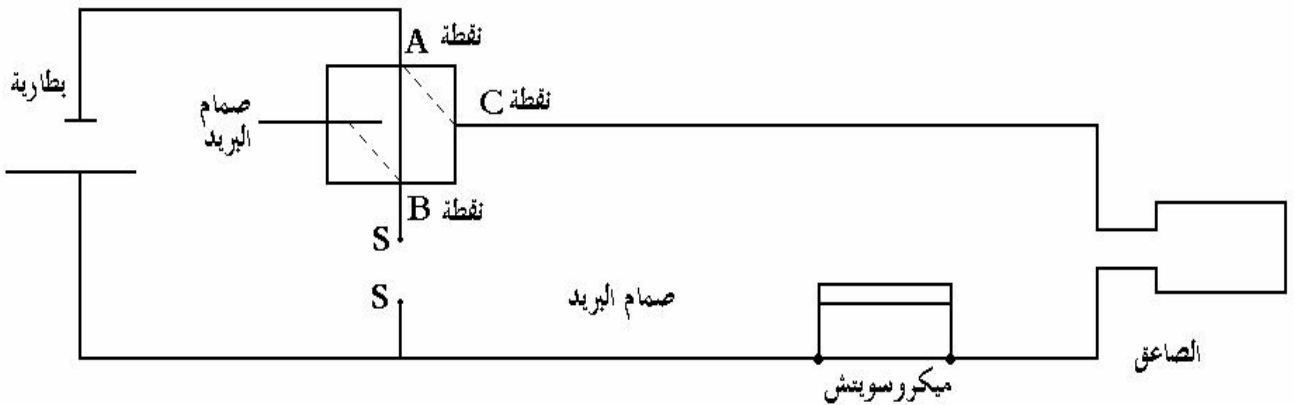 نقطة A
بطارية
نقطة C
صمام
البريد
نقطة B
S
S
صمام البريد
الصاعق
ميكروسويتش